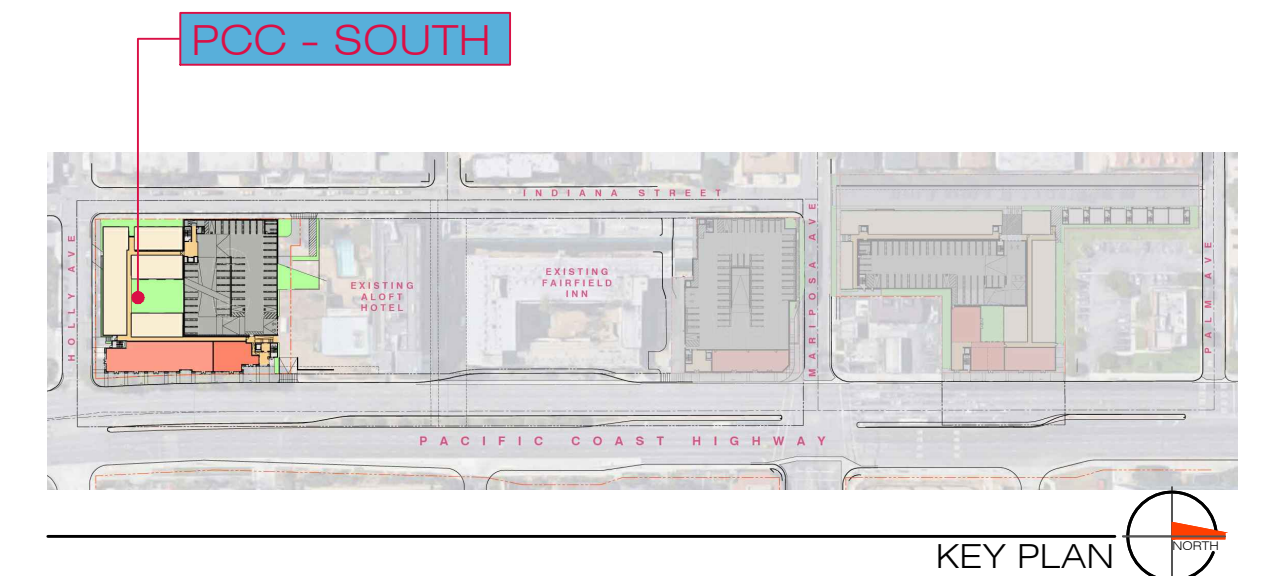 PCC - SOUTH
INDIANA STREET
HOLLY AVE
EXISTING
ALOFT
HOTEL
EXISTING
FAIRFIELD
INN
MARIPOSA AVE
PALM AVE
PACIFIC COAST HIGHWAY
KEY PLAN
NORTH